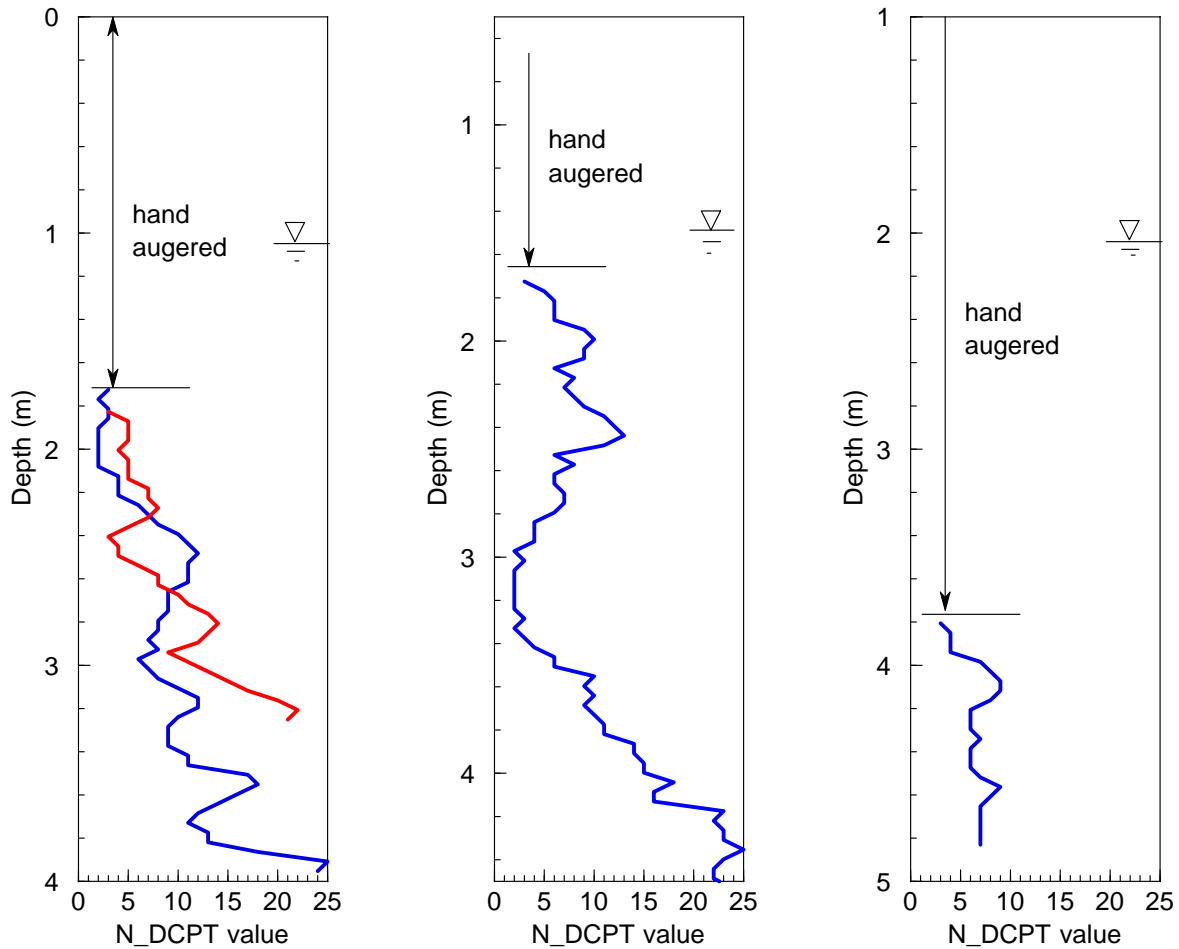 0
1
2
3
4
Depth (m)
hand
augered
0 5 10 15 20 25
N_DCPT value
1
2
3
4
Depth (m)
hand
augered
0 5 10 15 20 25
N_DCPT value
1
2
3
4
5
Depth (m)
hand
augered
0 5 10 15 20 25
N_DCPT value